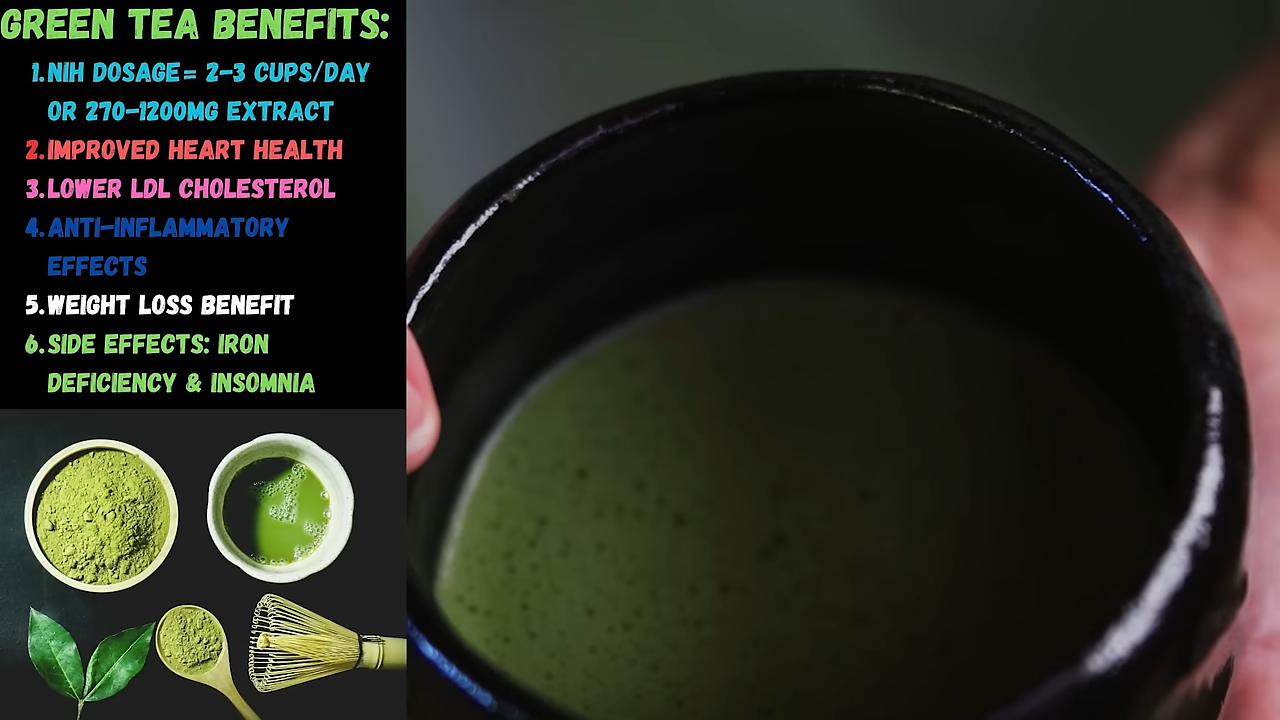 GREEN TEA BENEFITS:
1. NIH DOSAGE= 2-3 CUPS/DAY
OR 270-1200MG EXTRACT
2. IMPROVED HEART HEALTH
3. LOWER LDL CHOLESTEROL
4. ANTI-INFLAMMATORY
EFFECTS
5. WEIGHT LOSS BENEFIT
6. SIDE EFFECTS: IRON
DEFICIENCY & INSOMNIA